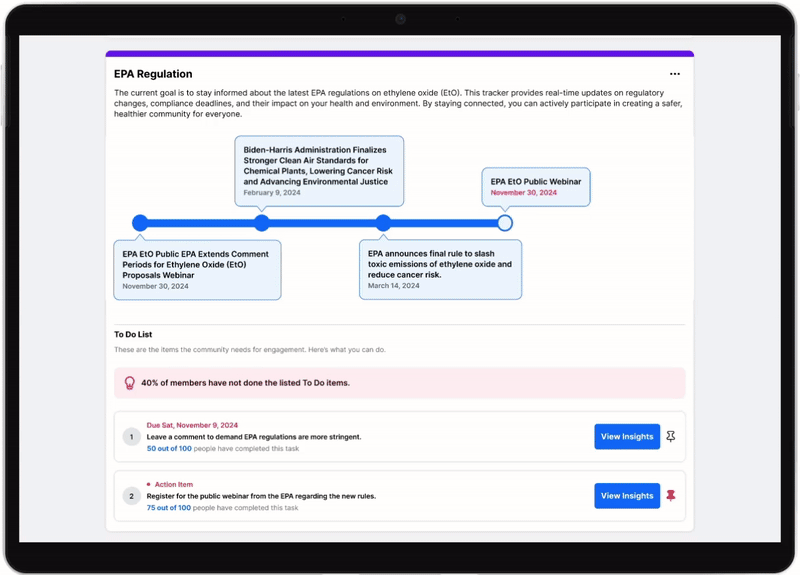 EPA Regulation
The current goal is to stay informed about the latest EPA regulations on ethylene oxide (EtO). This tracker provides real-time updates on regulatory
changes, compliance deadlines, and their impact on your health and environment. By staying connected, you can actively participate in creating a safer,
healthier community for everyone.
Biden-Harris Administration Finalizes
Stronger Clean Air Standards for
Chemical Plants, Lowering Cancer Risk
and Advancing Environmental Justice
February 9, 2024
EPA EtO Public Webinar
November 30, 2024
EPA EtO Public EPA Extends Comment
Periods for Ethylene Oxide (EtO)
Proposals Webinar
November 30, 2024
EPA announces final rule to slash
toxic emissions of ethylene oxide and
reduce cancer risk.
March 14, 2024
To Do List
These are the items the community needs for engagement. Here's what you can do.
40% of members have not done the listed To Do items.
1
Due Sat, November 9, 2024
Leave a comment to demand EPA regulations are more stringent.
50 out of 100 people have completed this task
View Insights
2
Action Item
Register for the public webinar from the EPA regarding the new rules.
75 out of 100 people have completed this task
View Insights